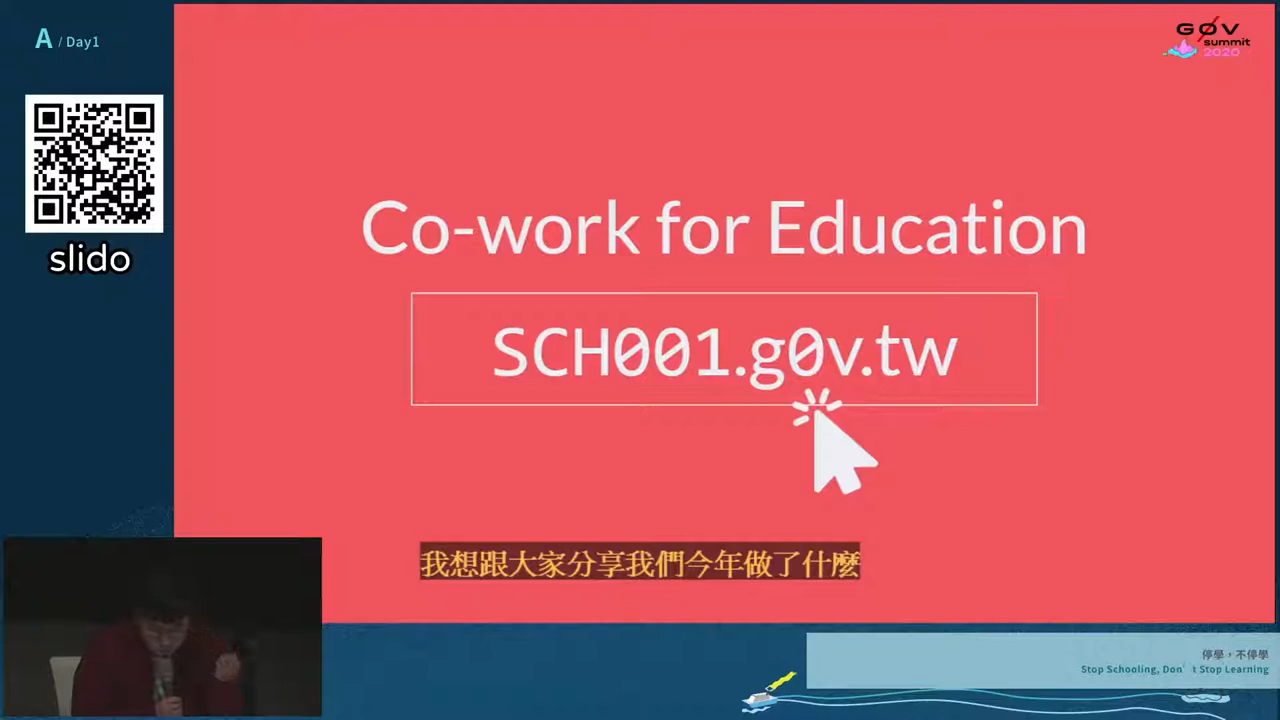 A / Day1
GØV
summit
2020
slido
Co-work for Education
SCH001.g0v.tw
我想跟大家分享我們今年做了什麼
停學，不停學
Stop Schooling, Don't Stop Learning